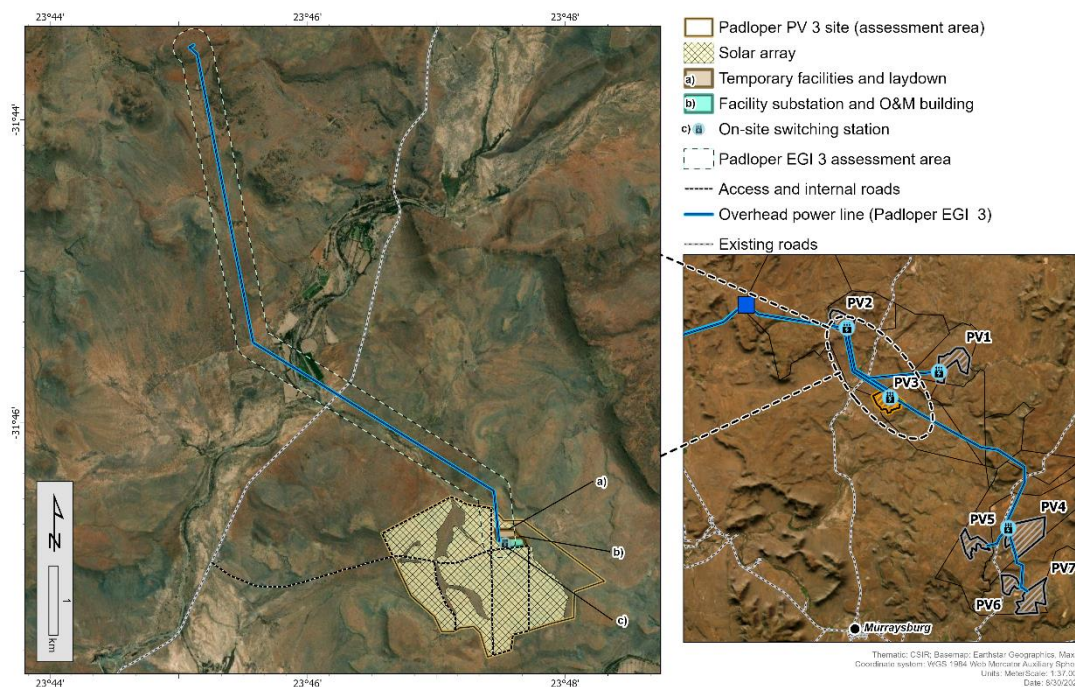 23°44'
23°46'
23°48'
-31°44'
-31°46'
N
1
km
a)
b)
c)
23°44'
23°46'
23°48'
Padloper PV 3 site (assessment area)
Solar array
a) Temporary facilities and laydown
b) Facility substation and O&M building
c) On-site switching station
Padloper EGI 3 assessment area
Access and internal roads
Overhead power line (Padloper EGI 3)
Existing roads
PV2
PV1
PV3
PV5
PV4
PV7
PV6
Murraysburg
Thematic: CSIR; Basemap: Earthstar Geographics, Max
Coordinate system: WGS 1984 Web Mercator Auxiliary Sphe
Units: MeterScale: 1:37,00
Date: 8/30/202